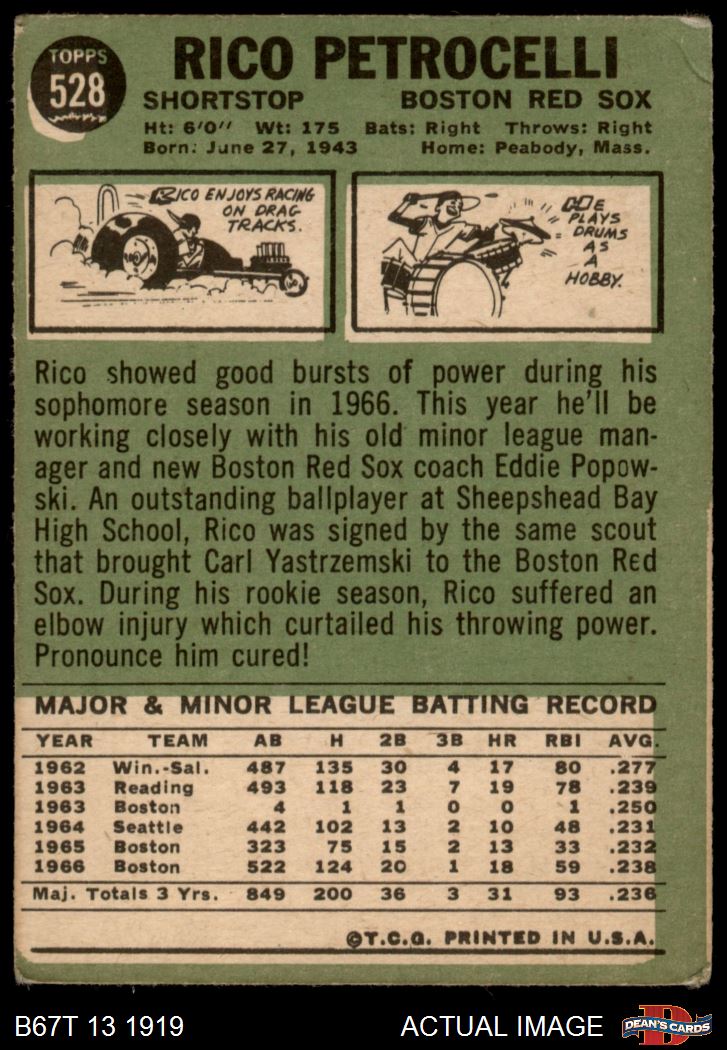 TOPPS
528
RICO PETROCELLI
SHORTSTOP BOSTON RED SOX
Ht: 6'0" Wt: 175 Bats: Right Throws: Right
Born: June 27, 1943 Home: Peabody, Mass.
RICO ENJOYS RACING
ON DRAG
TRACKS.
HE
PLAYS
DRUMS
AS
A
HOBBY.
Rico showed good bursts of power during his
sophomore season in 1966. This year he'll be
working closely with his old minor league man-
ager and new Boston Red Sox coach Eddie Popow-
ski. An outstanding ballplayer at Sheepshead Bay
High School, Rico was signed by the same scout
that brought Carl Yastrzemski to the Boston Red
Sox. During his rookie season, Rico suffered an
elbow injury which curtailed his throwing power.
Pronounce him cured!
MAJOR & MINOR LEAGUE BATTING RECORD
YEAR TEAM AB H 2B 3B HR RBI AVG.
1962 Win.-Sal. 487 135 30 4 17 80 .277
1963 Reading 493 118 23 7 19 78 .239
1963 Boston 4 1 1 0 0 1 .250
1964 Seattle 442 102 13 2 10 48 .231
1965 Boston 323 75 15 2 13 33 .232
1966 Boston 522 124 20 1 18 59 .238
Maj. Totals 3 Yrs. 849 200 36 3 31 93 .236
©T.C.G. PRINTED IN U.S.A.
B67T 13 1919 ACTUAL IMAGE
D
DEAN'S CARDS